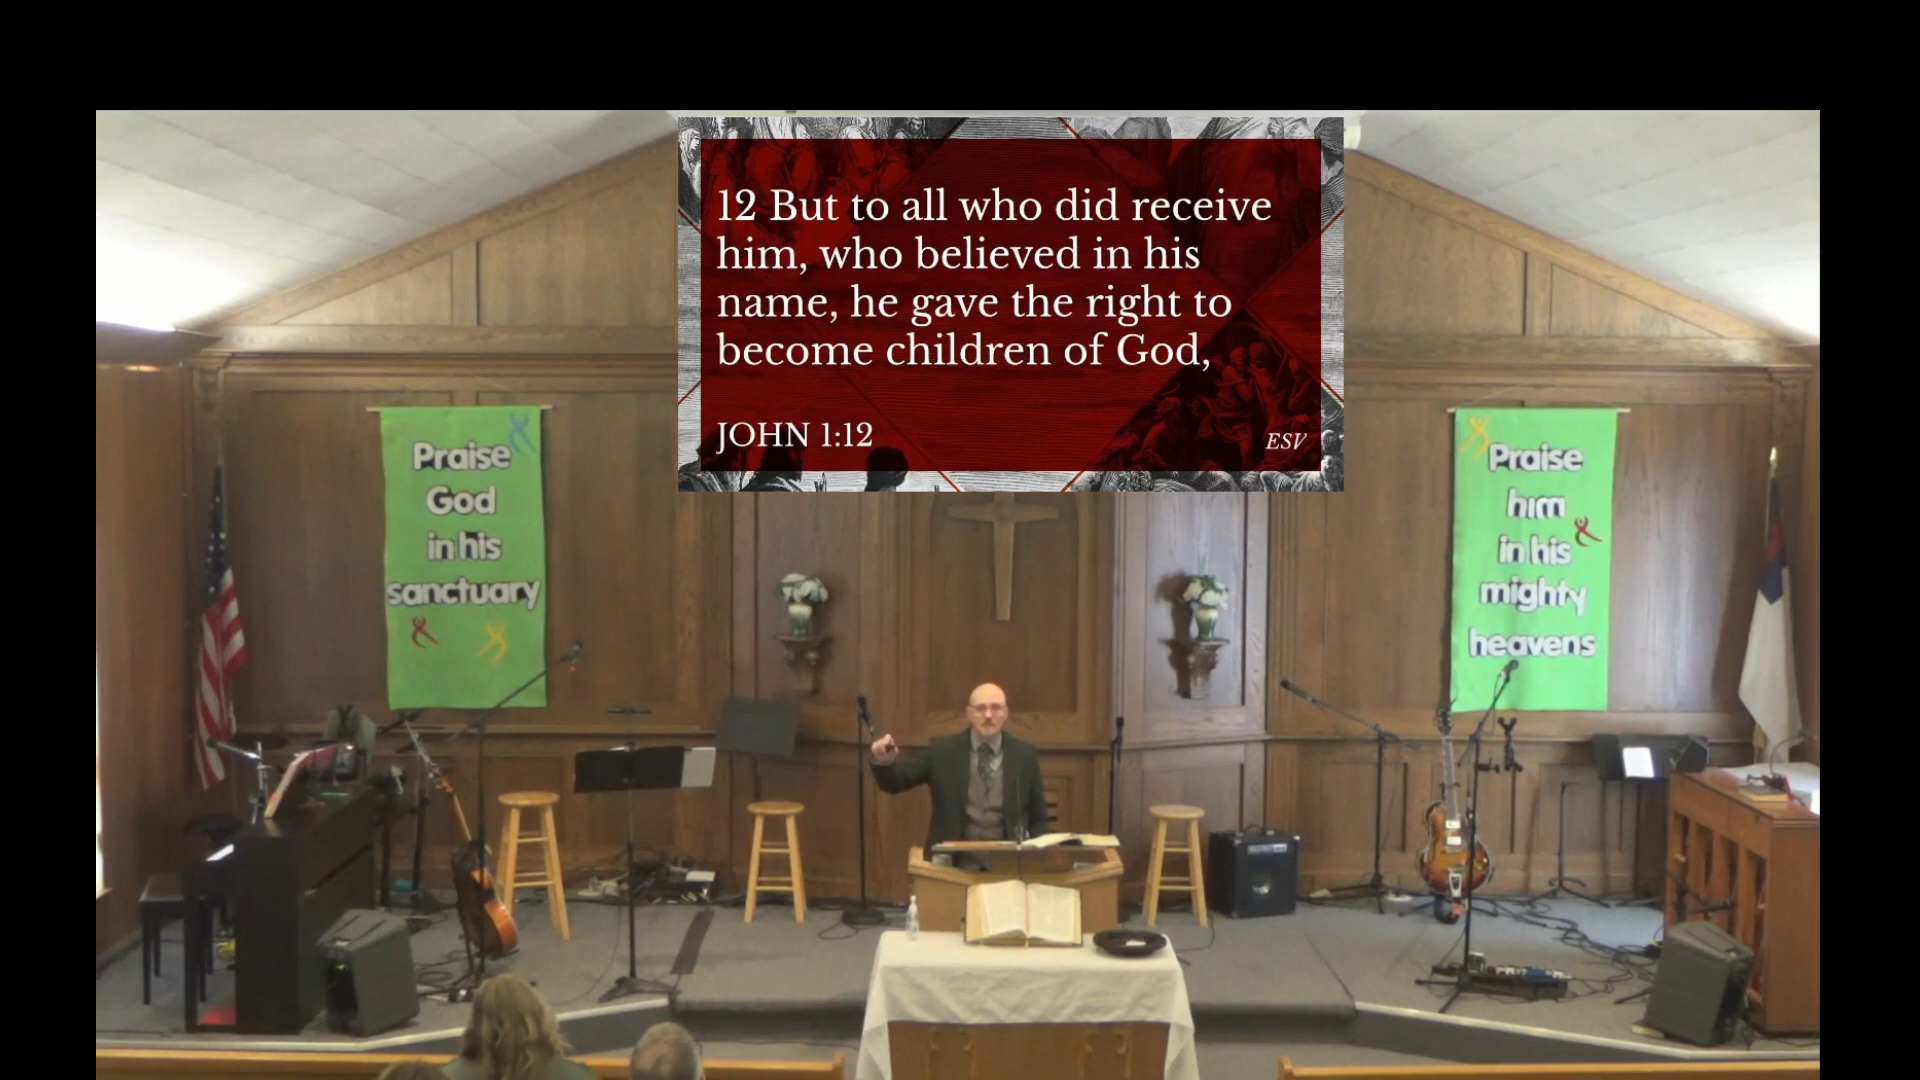 12 But to all who did receive
him, who believed in his
name, he gave the right to
become children of God,
JOHN 1:12
ESV
Praise
God
in his
sanctuary
Praise
him
in his
mighty
heavens